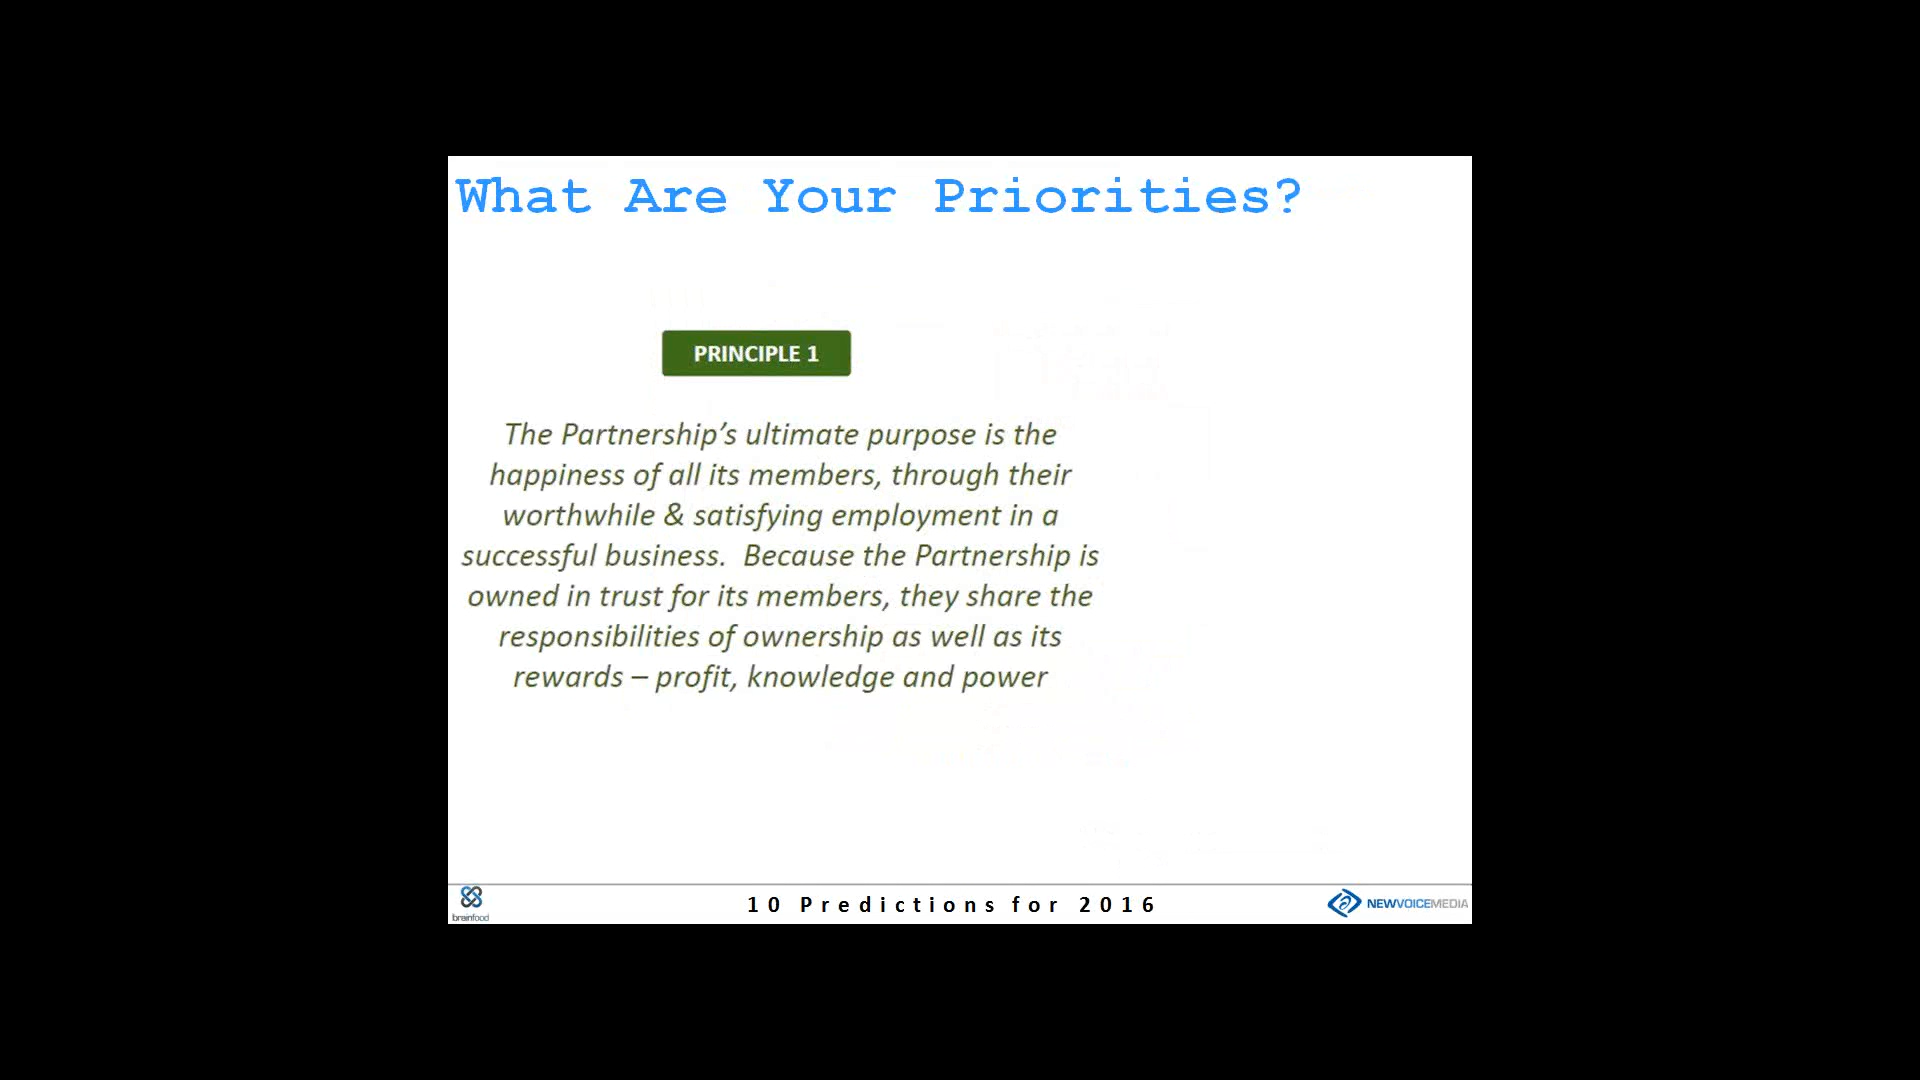 What Are Your Priorities?
PRINCIPLE 1
The Partnership’s ultimate purpose is the
happiness of all its members, through their
worthwhile & satisfying employment in a
successful business.  Because the Partnership is
owned in trust for its members, they share the
responsibilities of ownership as well as its
rewards – profit, knowledge and power
brainfood
10 Predictions for 2016
NEWVOICEMEDIA